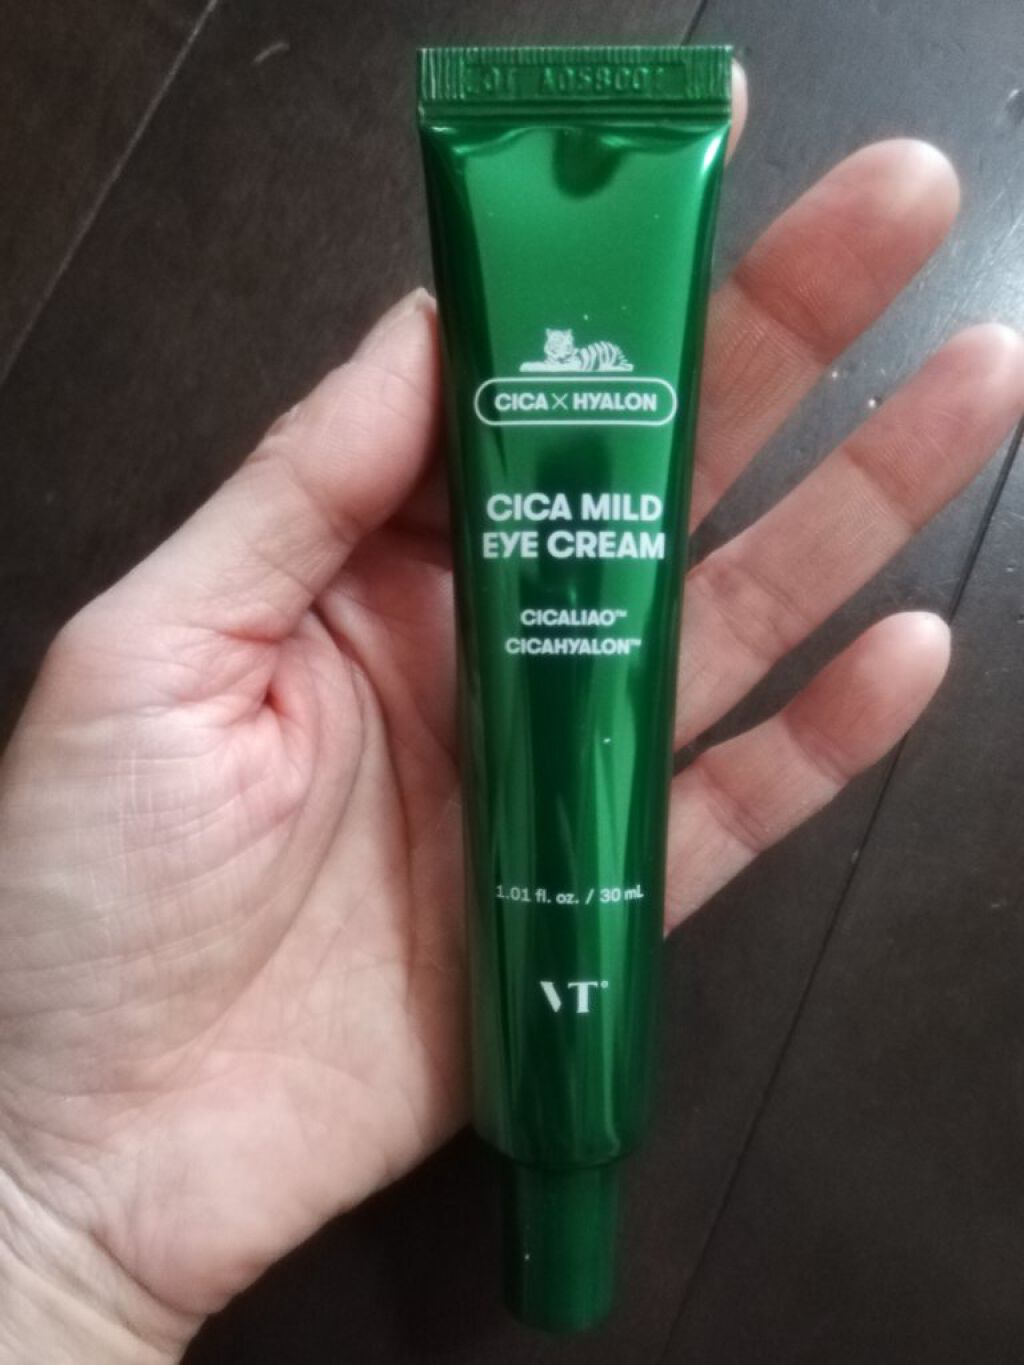 CICA × HYALON
CICA MILD
EYE CREAM
CICALIAO™
CICAHYALON™
1.01 fl. oz. / 30 mL
VT°